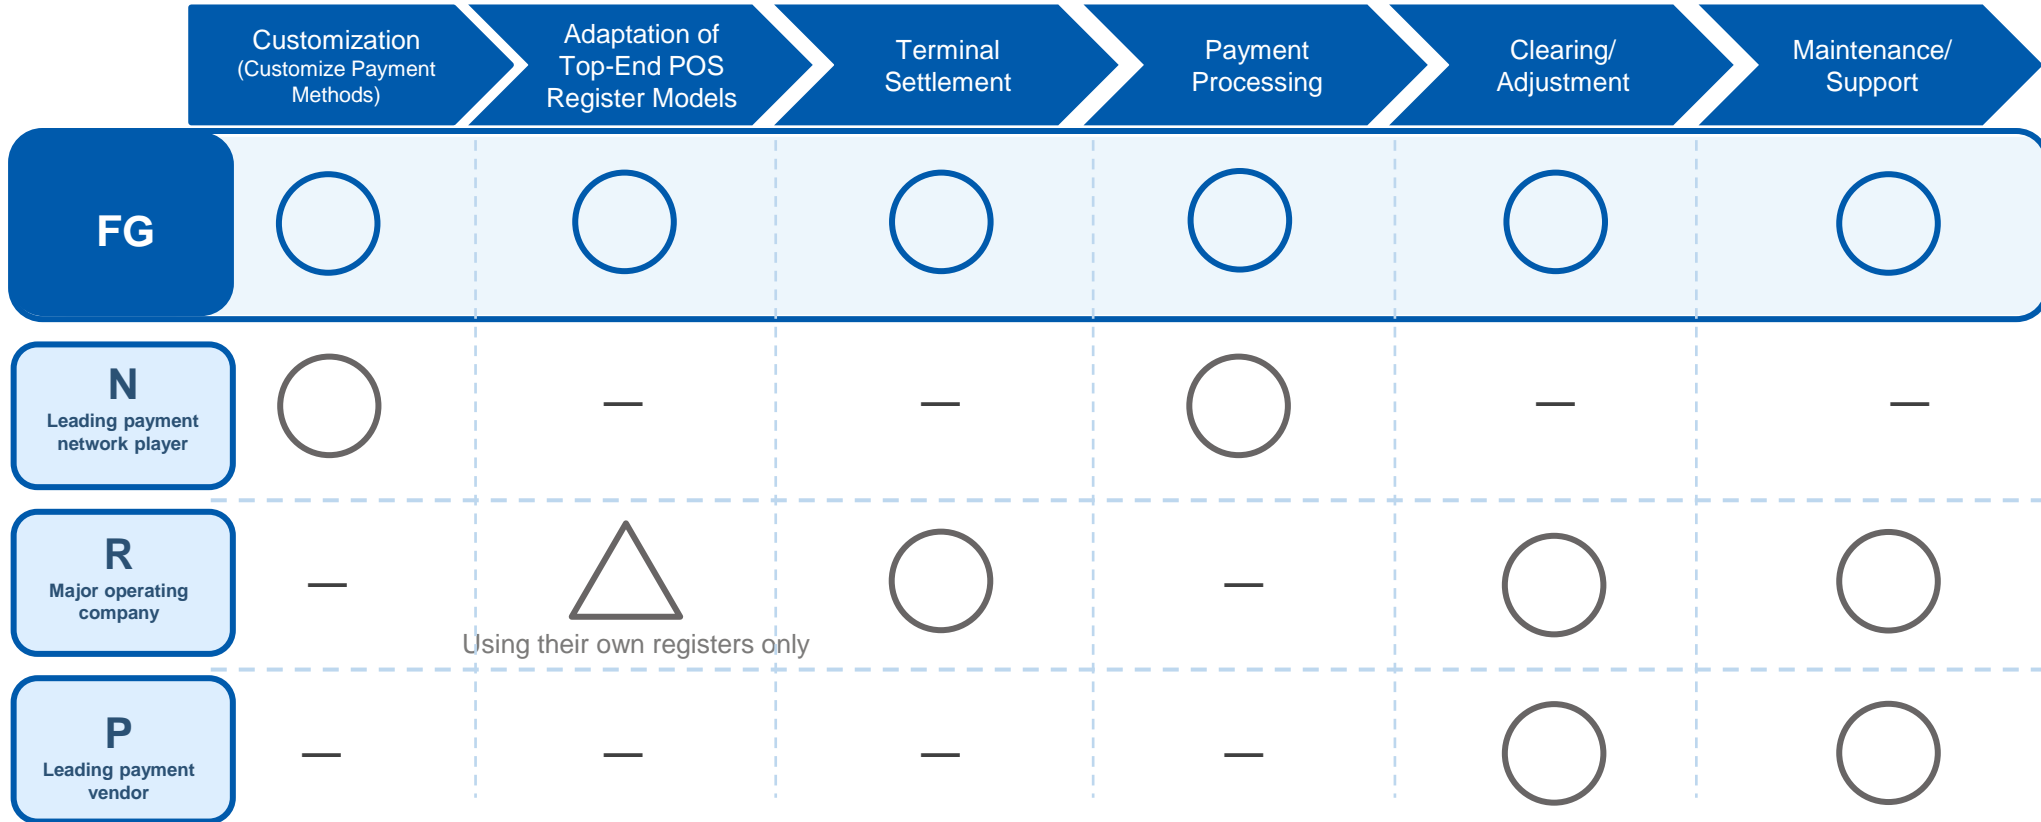 Customization
(Customize Payment
Methods)
Adaptation of
Top-End POS
Register Models
Terminal
Settlement
Payment
Processing
Clearing/
Adjustment
Maintenance/
Support
FG
N
Leading payment
network player
— — — —
R
Major operating
company
— —
Using their own registers only
P
Leading payment
vendor
— — — —